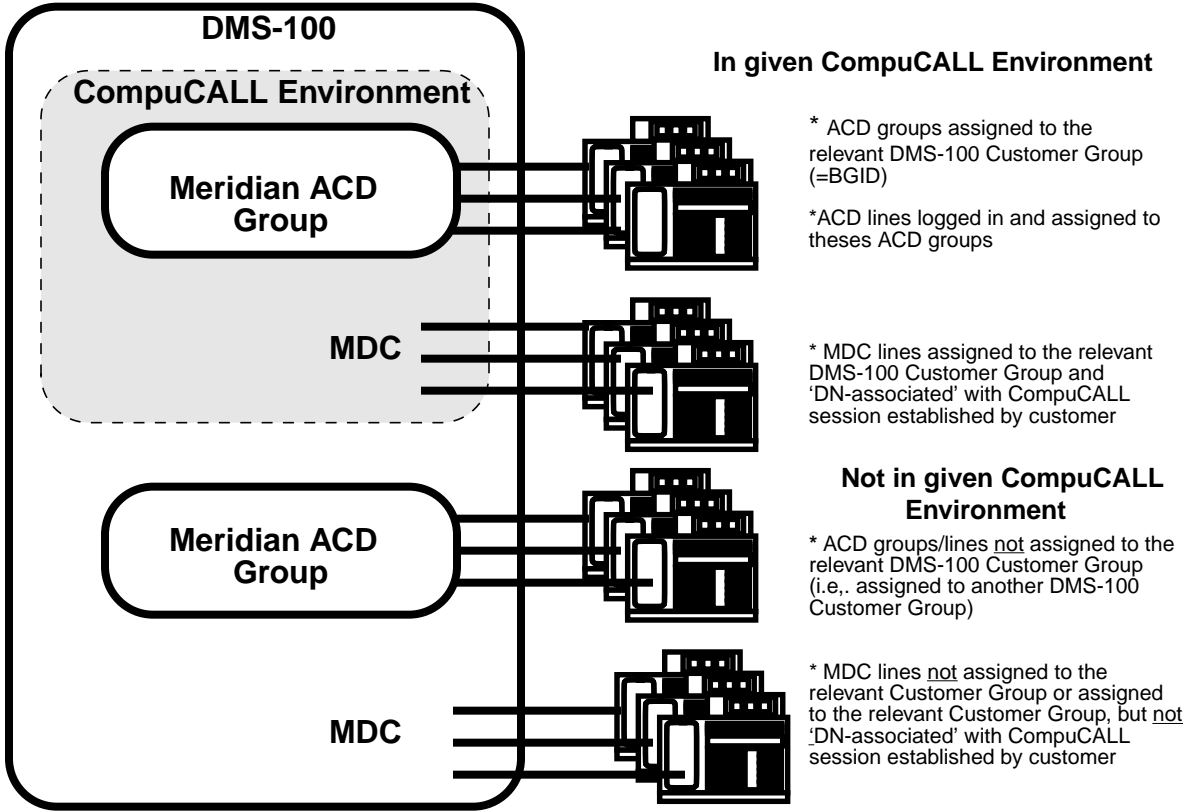 DMS-100
CompuCALL Environment
Meridian ACD
Group
MDC
Meridian ACD
Group
MDC
In given CompuCALL Environment
* ACD groups assigned to the
relevant DMS-100 Customer Group
(=BGID)
*ACD lines logged in and assigned to
theses ACD groups
* MDC lines assigned to the relevant
DMS-100 Customer Group and
‘DN-associated’ with CompuCALL
session established by customer
Not in given CompuCALL
Environment
* ACD groups/lines not assigned to the
relevant DMS-100 Customer Group
(i.e,. assigned to another DMS-100
Customer Group)
* MDC lines not assigned to the
relevant Customer Group or assigned
to the relevant Customer Group, but not
‘DN-associated’ with CompuCALL
session established by customer